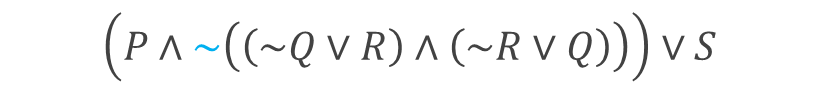 (P ∧ ~((~Q ∨ R) ∧ (~R ∨ Q))) ∨ S